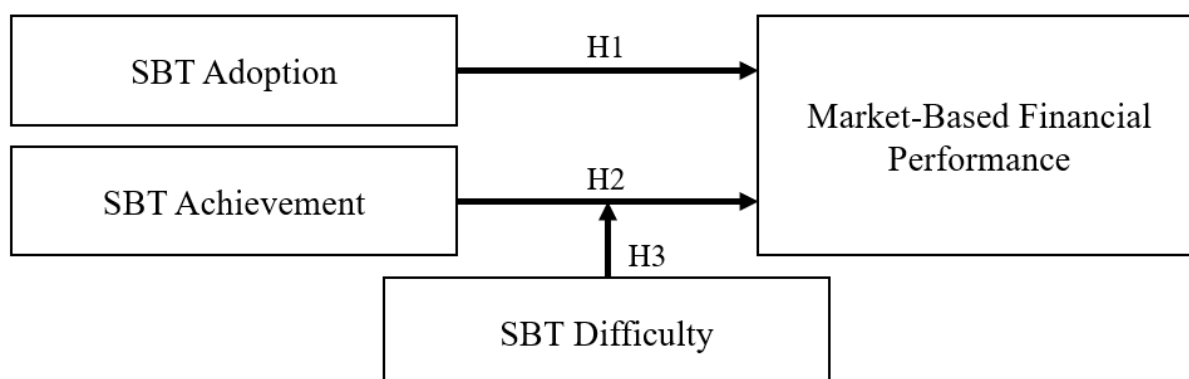 SBT Adoption
H1
Market-Based Financial
Performance
SBT Achievement
H2
H3
SBT Difficulty